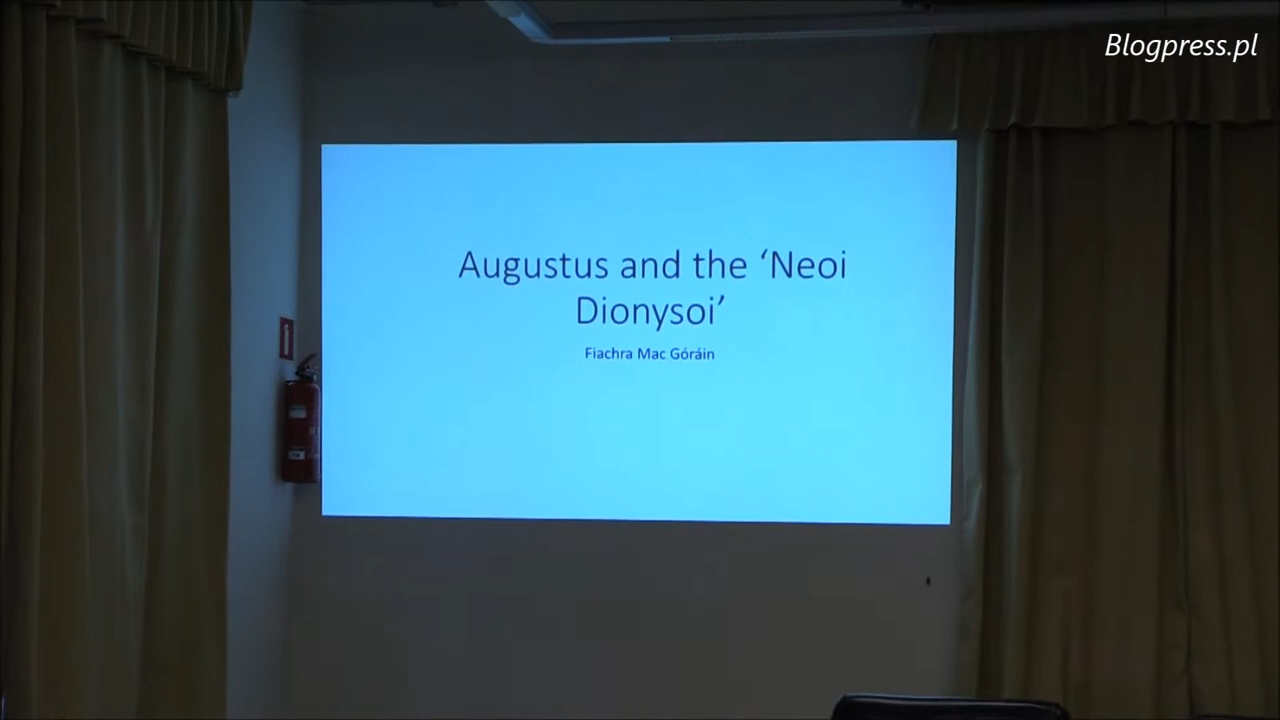 Blogpress.pl
Augustus and the ‘Neoi
Dionysoi’
Fiachra Mac Góráin